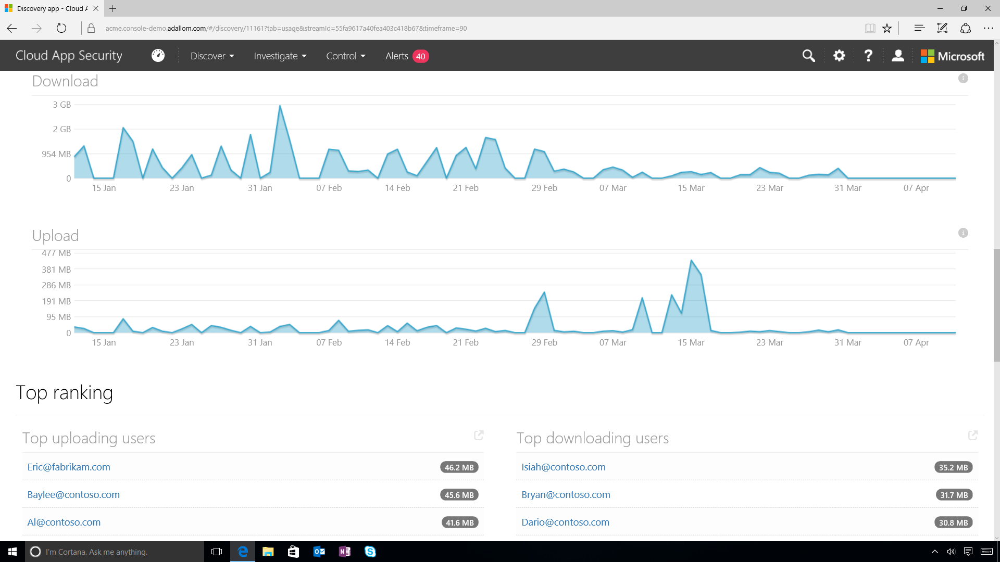 Discovery app - Cloud A
acme.console-demo.adallom.com/#/discovery/11161?tab=usage&streamId=55fa9617a40fea403c418b67&timeframe=90
Cloud App Security Discover Investigate Control Alerts 40 ? Microsoft
Download
i
3 GB
2 GB
954 MB
0
15 Jan 23 Jan 31 Jan 07 Feb 14 Feb 21 Feb 29 Feb 07 Mar 15 Mar 23 Mar 31 Mar 07 Apr
Upload
i
477 MB
381 MB
286 MB
191 MB
95 MB
0
15 Jan 23 Jan 31 Jan 07 Feb 14 Feb 21 Feb 29 Feb 07 Mar 15 Mar 23 Mar 31 Mar 07 Apr
Top ranking
Top uploading users
Eric@fabrikam.com 46.2 MB
Baylee@contoso.com 45.6 MB
Al@contoso.com 41.6 MB
Top downloading users
Isiah@contoso.com 35.2 MB
Bryan@contoso.com 31.7 MB
Dario@contoso.com 30.8 MB
I'm Cortana. Ask me anything.